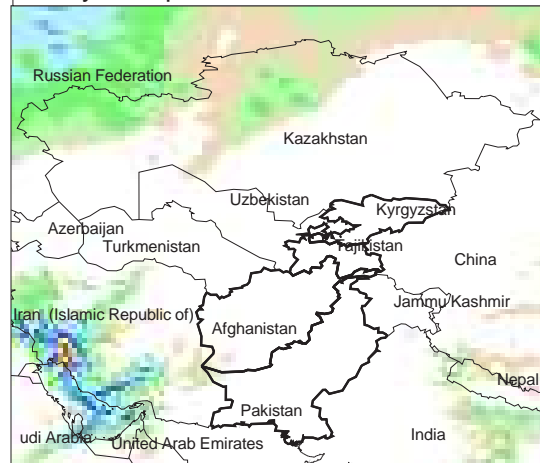 Russian Federation
Kazakhstan
Uzbekistan
Kyrgyzstan
Azerbaijan
Turkmenistan
Tajikistan
China
Jammu Kashmir
Iran (Islamic Republic of)
Afghanistan
Nepal
Pakistan
udi Arabia
United Arab Emirates
India